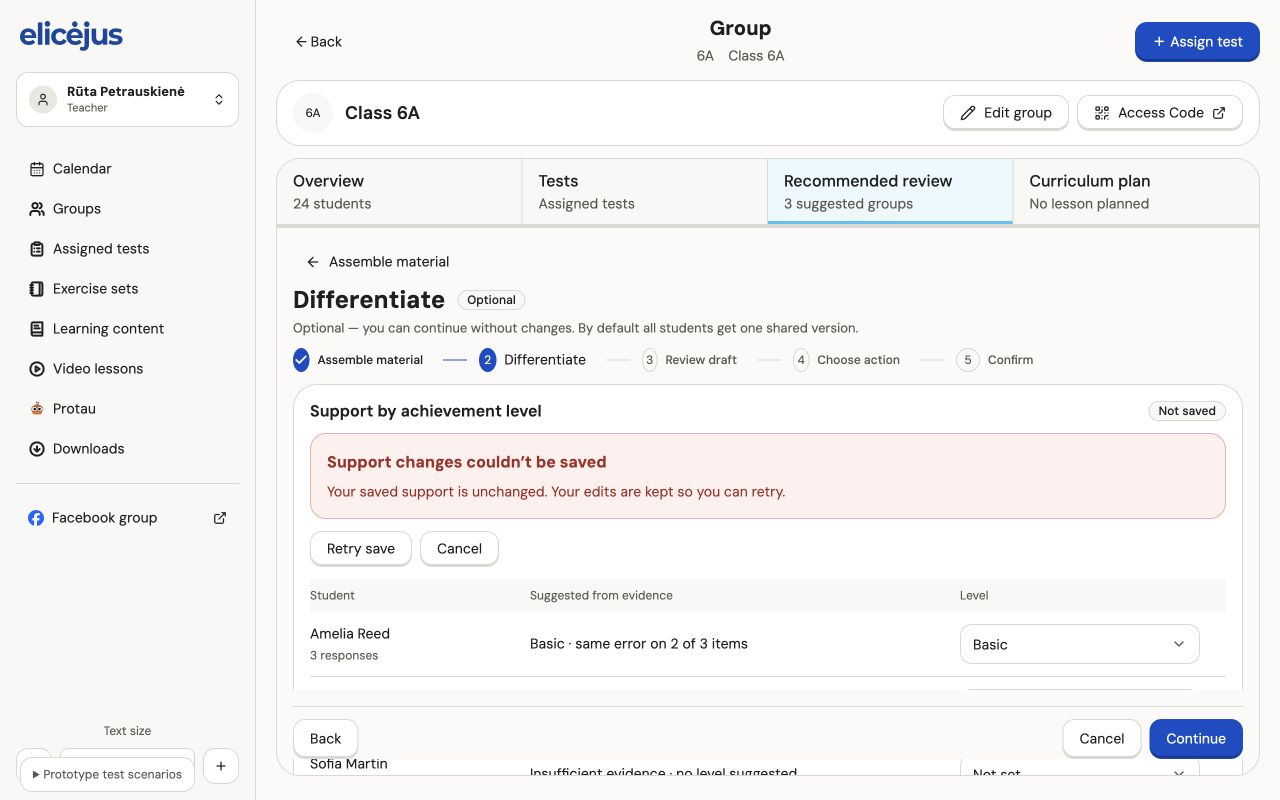 elicėjus
Rūta Petrauskienė
Teacher
Calendar
Groups
Assigned tests
Exercise sets
Learning content
Video lessons
Protau
Downloads
Facebook group
Text size
Prototype test scenarios
+
Back
Group
6A Class 6A
+ Assign test
6A Class 6A
Edit group
Access Code
Overview
24 students
Tests
Assigned tests
Recommended review
3 suggested groups
Curriculum plan
No lesson planned
Assemble material
Differentiate Optional
Optional — you can continue without changes. By default all students get one shared version.
Assemble material 2 Differentiate 3 Review draft 4 Choose action 5 Confirm
Support by achievement level Not saved
Support changes couldn’t be saved
Your saved support is unchanged. Your edits are kept so you can retry.
Retry save Cancel
Student Suggested from evidence Level
Amelia Reed
3 responses
Basic · same error on 2 of 3 items
Basic
Back Cancel Continue
Sofia Martin
Insufficient evidence · no level suggested
Not set